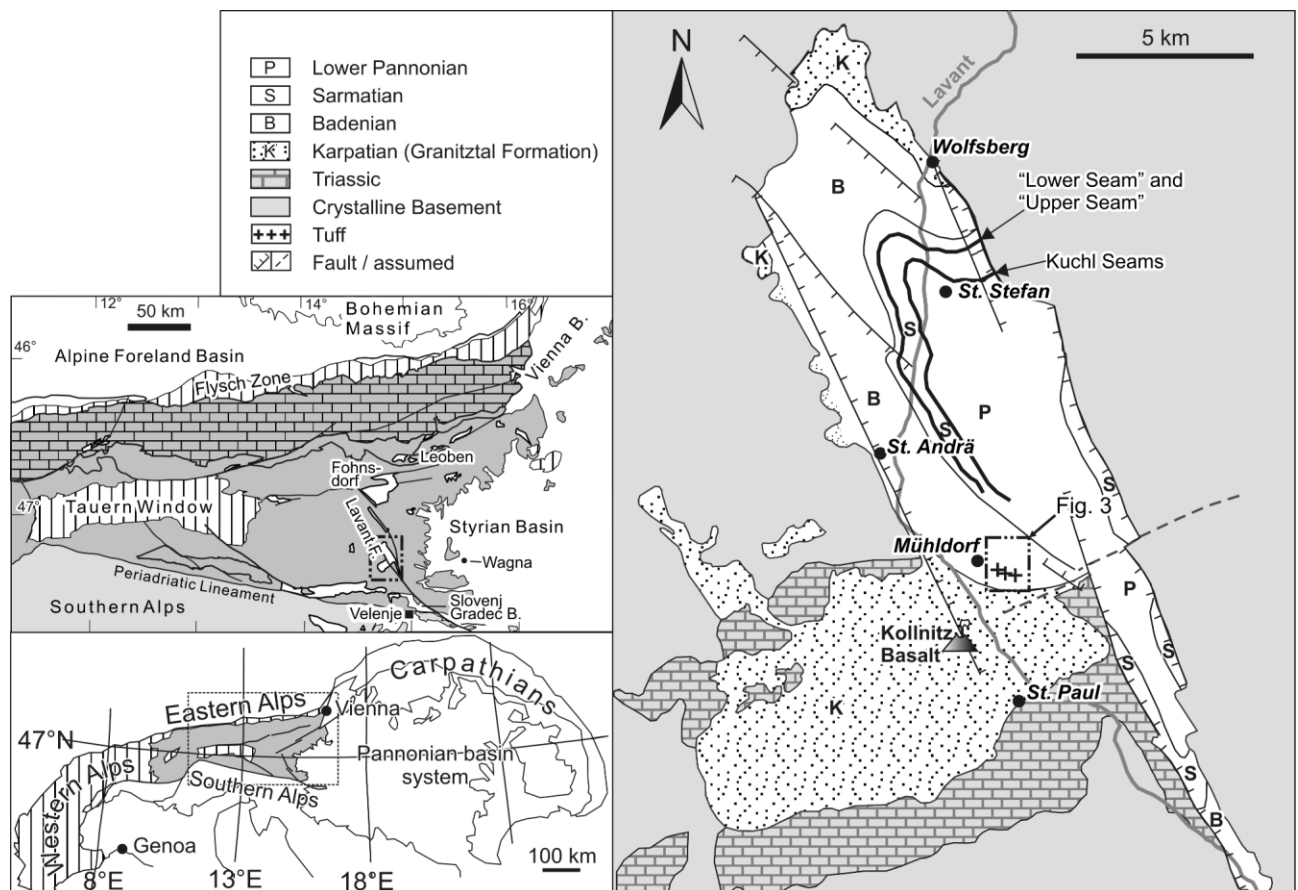 P Lower Pannonian
S Sarmatian
B Badenian
K Karpatian (Granitztal Formation)
Triassic
Crystalline Basement
Tuff
Fault / assumed
12°
14°
16°
50 km
Bohemian
Massif
46°
Alpine Foreland Basin
Vienna B.
Flysch Zone
Leoben
Fohns-
dorf
47°
Tauern Window
Lavant F.
Styrian Basin
Wagna
Periadriatic Lineament
Southern Alps
Velenje
Slovenj
Gradec B.
Carpathians
Eastern Alps
Vienna
47°N
Pannonian basin
system
Western Alps
Southern Alps
Genoa
8°E
13°E
18°E
100 km
N
5 km
K
Lavant
Wolfsberg
B
"Lower Seam" and
"Upper Seam"
K
Kuchl Seams
St. Stefan
S
B
P
S
St. Andrä
S
Fig. 3
Mühldorf
P
Kollnitz
Basalt
S
S
St. Paul
K
S
B